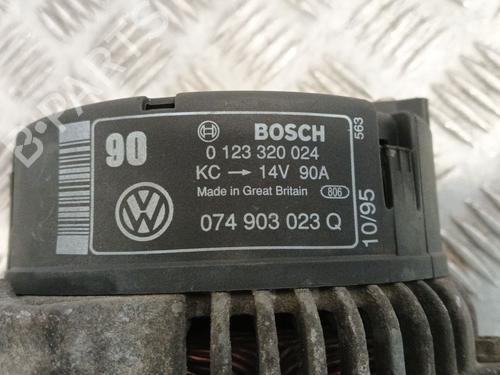 B-Parts
90
BOSCH
0 123 320 024
KC → 14V 90A
Made in Great Britain 806
074 903 023 Q
563
10/95